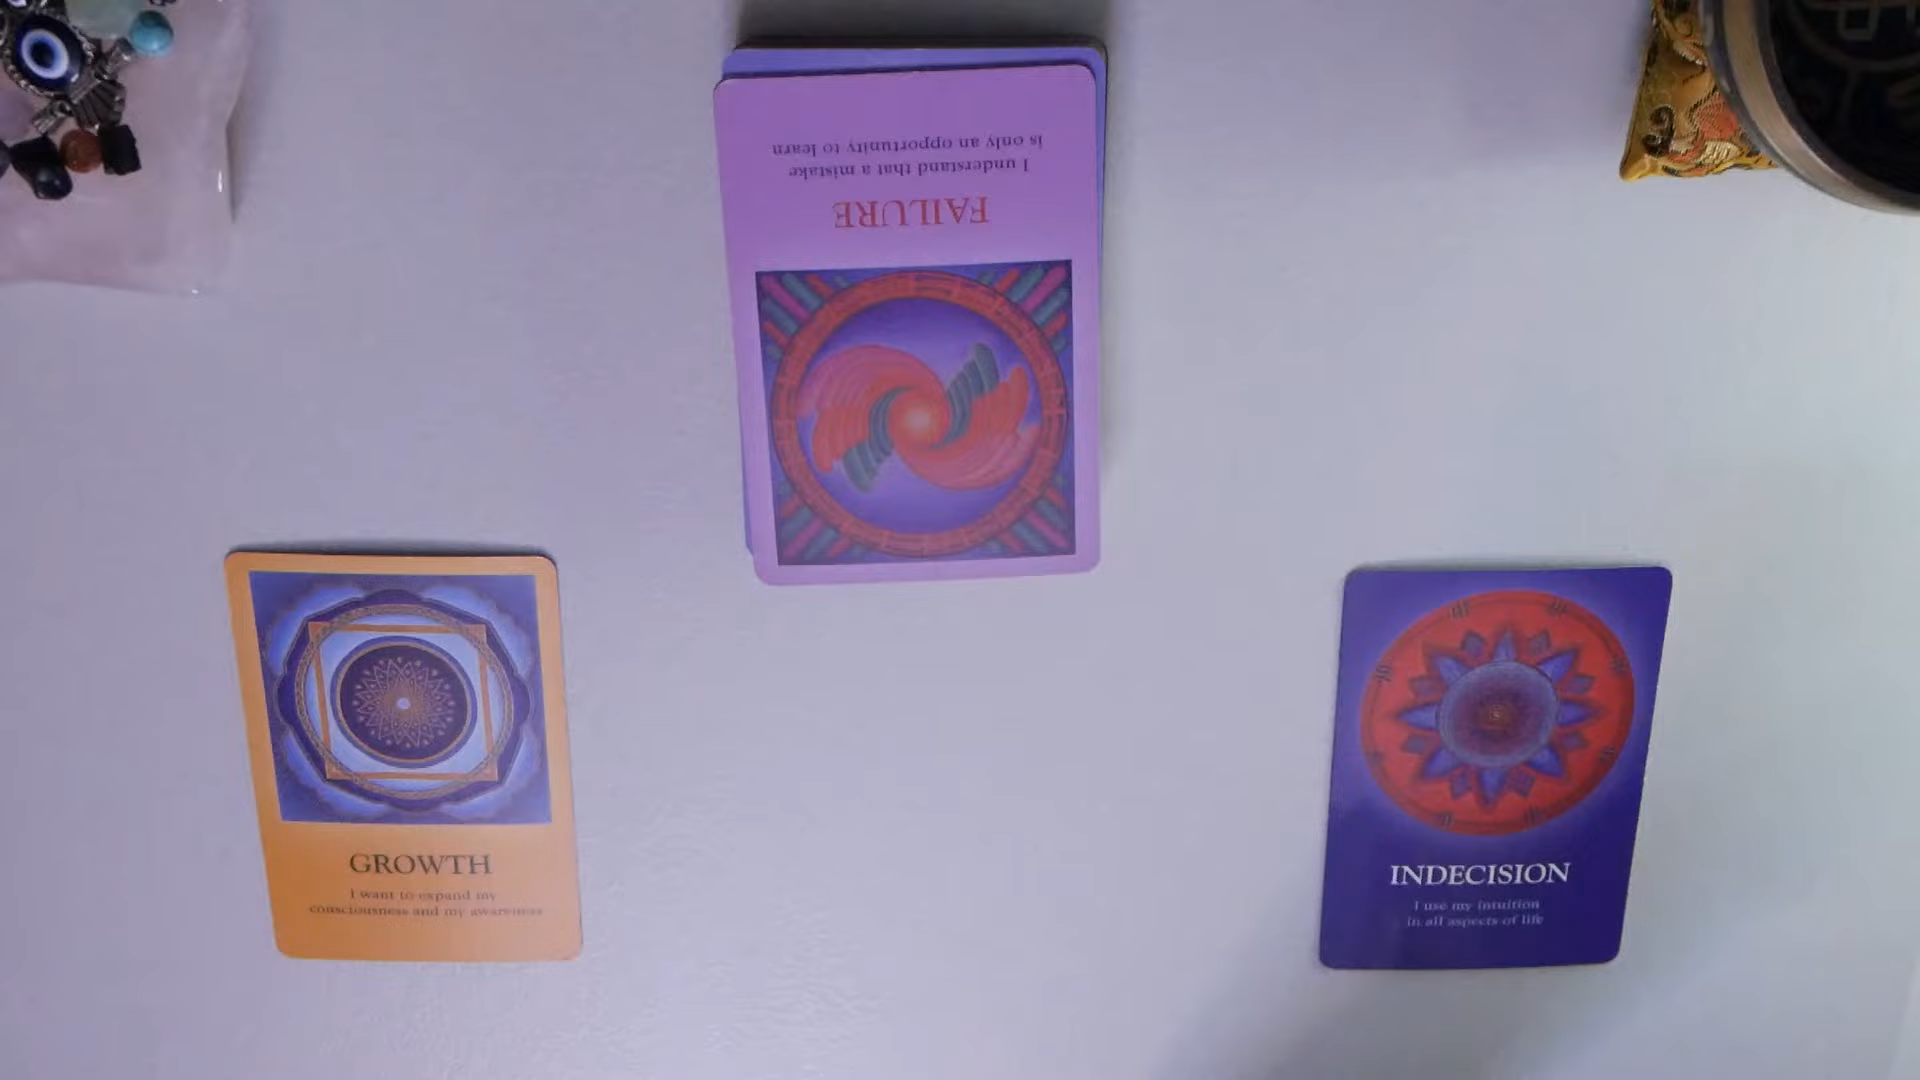 FAILURE
I understand that a mistake
is only an opportunity to learn
GROWTH
I want to expand my
consciousness and my awareness
INDECISION
I use my intuition
in all aspects of life